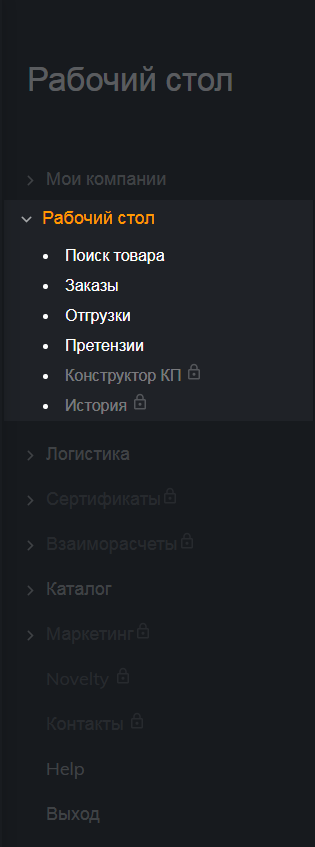 Рабочий стол
Мои компании
Рабочий стол
Поиск товара
Заказы
Отгрузки
Претензии
Конструктор КП
История
Логистика
Сертификаты
Взаиморасчеты
Каталог
Маркетинг
Novelty
Контакты
Help
Выход